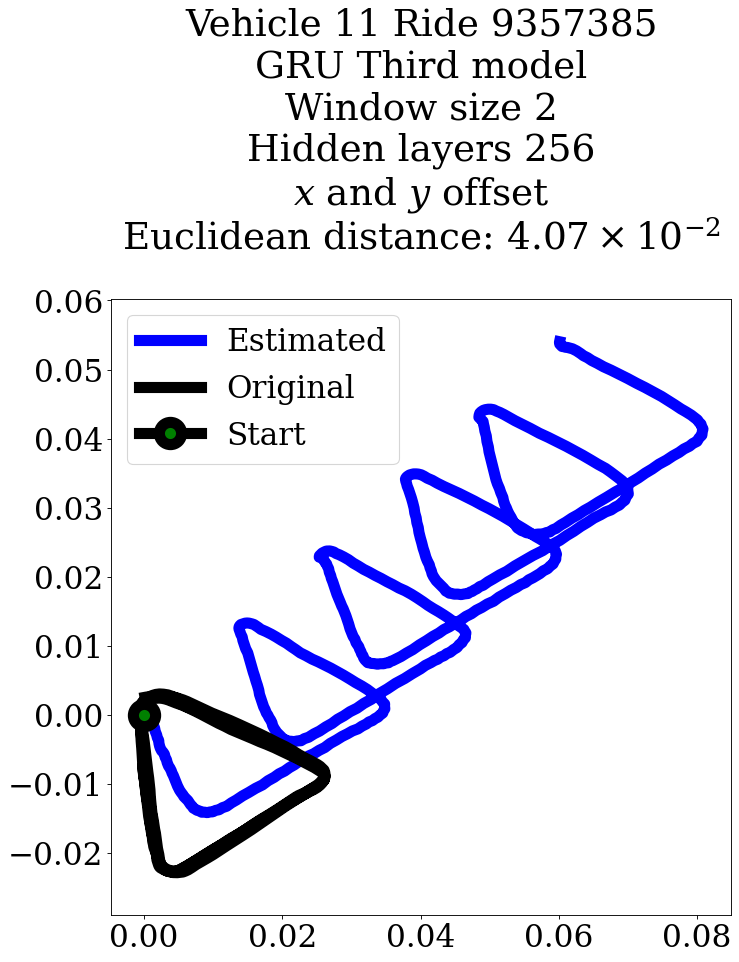 Vehicle 11 Ride 9357385
GRU Third model
Window size 2
Hidden layers 256
x and y offset
Euclidean distance: 4.07 × 10⁻²
Estimated
Original
Start
0.06
0.05
0.04
0.03
0.02
0.01
0.00
−0.01
−0.02
0.00 0.02 0.04 0.06 0.08